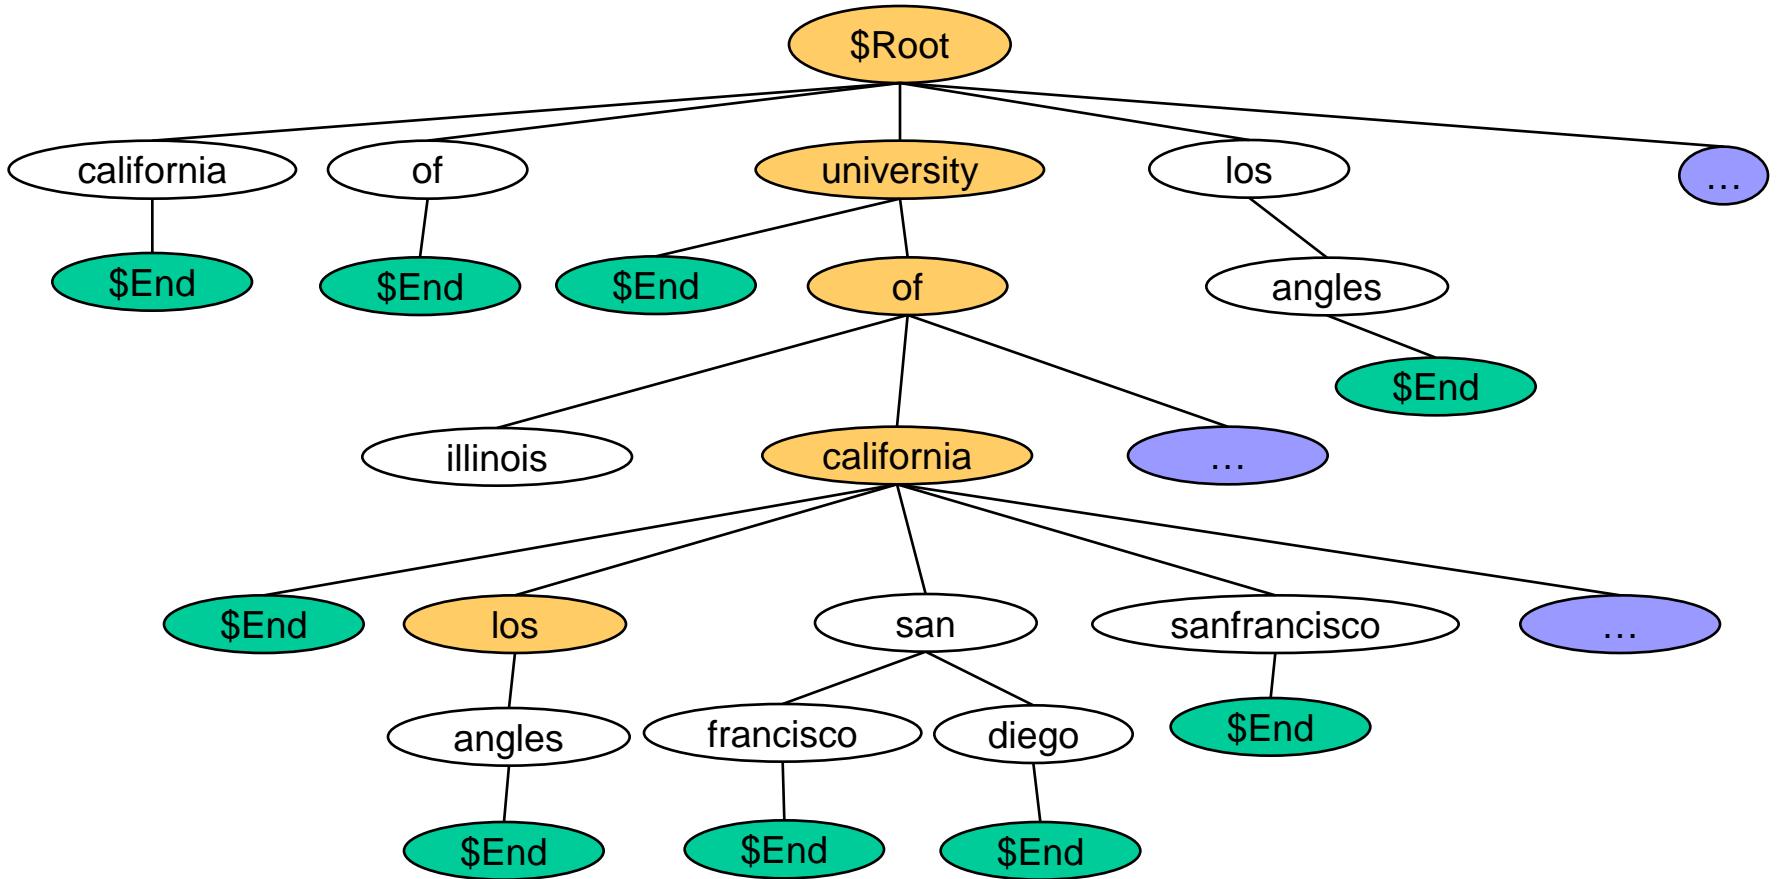 $Root
california
of
university
los
…
$End
$End
$End
of
angles
$End
illinois
california
…
$End
los
san
sanfrancisco
…
angles
francisco
diego
$End
$End
$End
$End